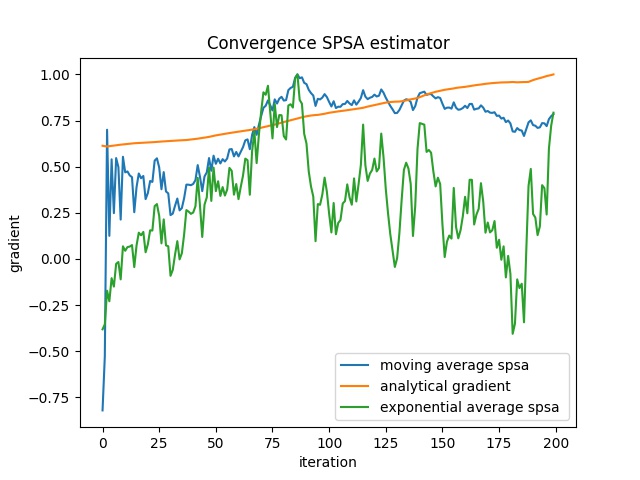 Convergence SPSA estimator
gradient
1.00
0.75
0.50
0.25
0.00
−0.25
−0.50
−0.75
0 25 50 75 100 125 150 175 200
iteration
moving average spsa
analytical gradient
exponential average spsa